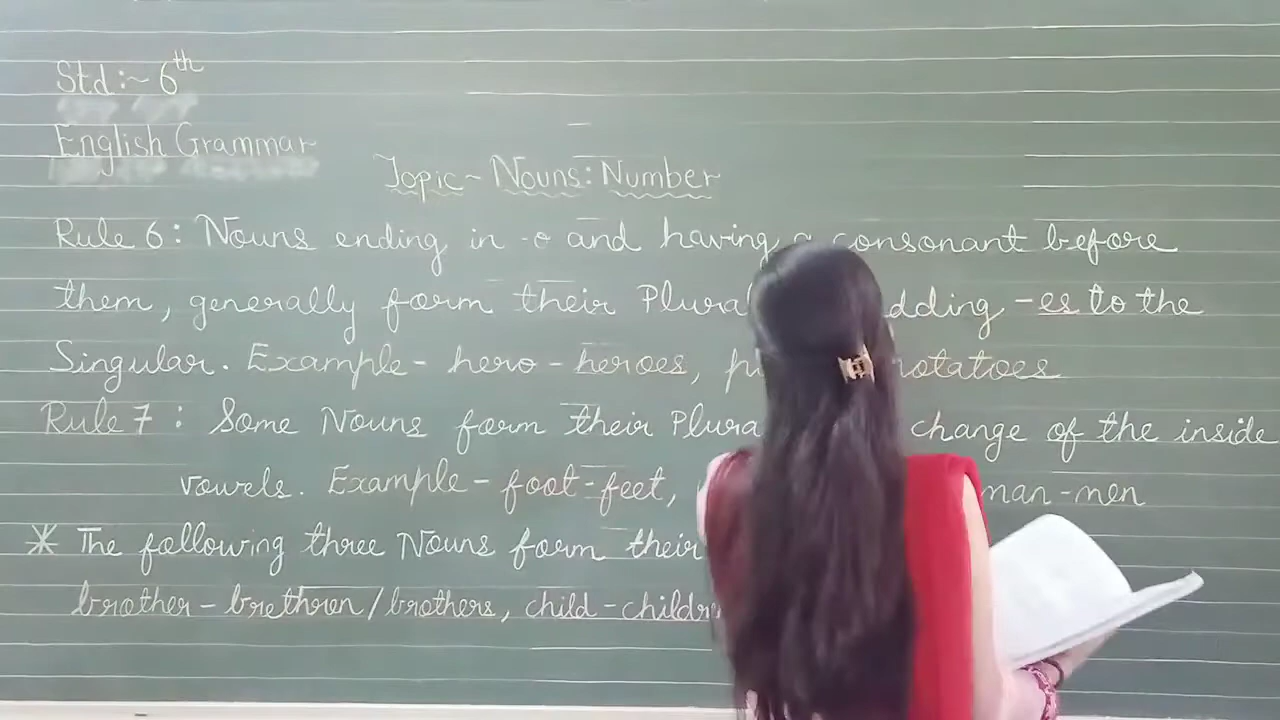 Std :~ 6th
English Grammar
Topic ~ Nouns: Number
Rule 6: Nouns ending in -o and having a consonant before
them, generally form their Plural adding -es to the
Singular. Example - hero - heroes, potatoes
Rule 7 : Some Nouns form their Plural change of the inside
vowels. Example - foot - feet, man - men
* The following three Nouns form their
brother - brethren / brothers, child - children